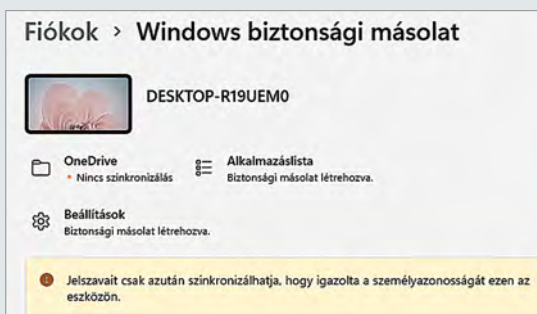 Fiókok > Windows biztonsági másolat
DESKTOP-R19UEM0
OneDrive
• Nincs szinkronizálás
Alkalmazáslista
Biztonsági másolat létrehozva.
Beállítások
Biztonsági másolat létrehozva.
Jelszavait csak azután szinkronizálhatja, hogy igazolta a személyazonosságát ezen az
eszközön.